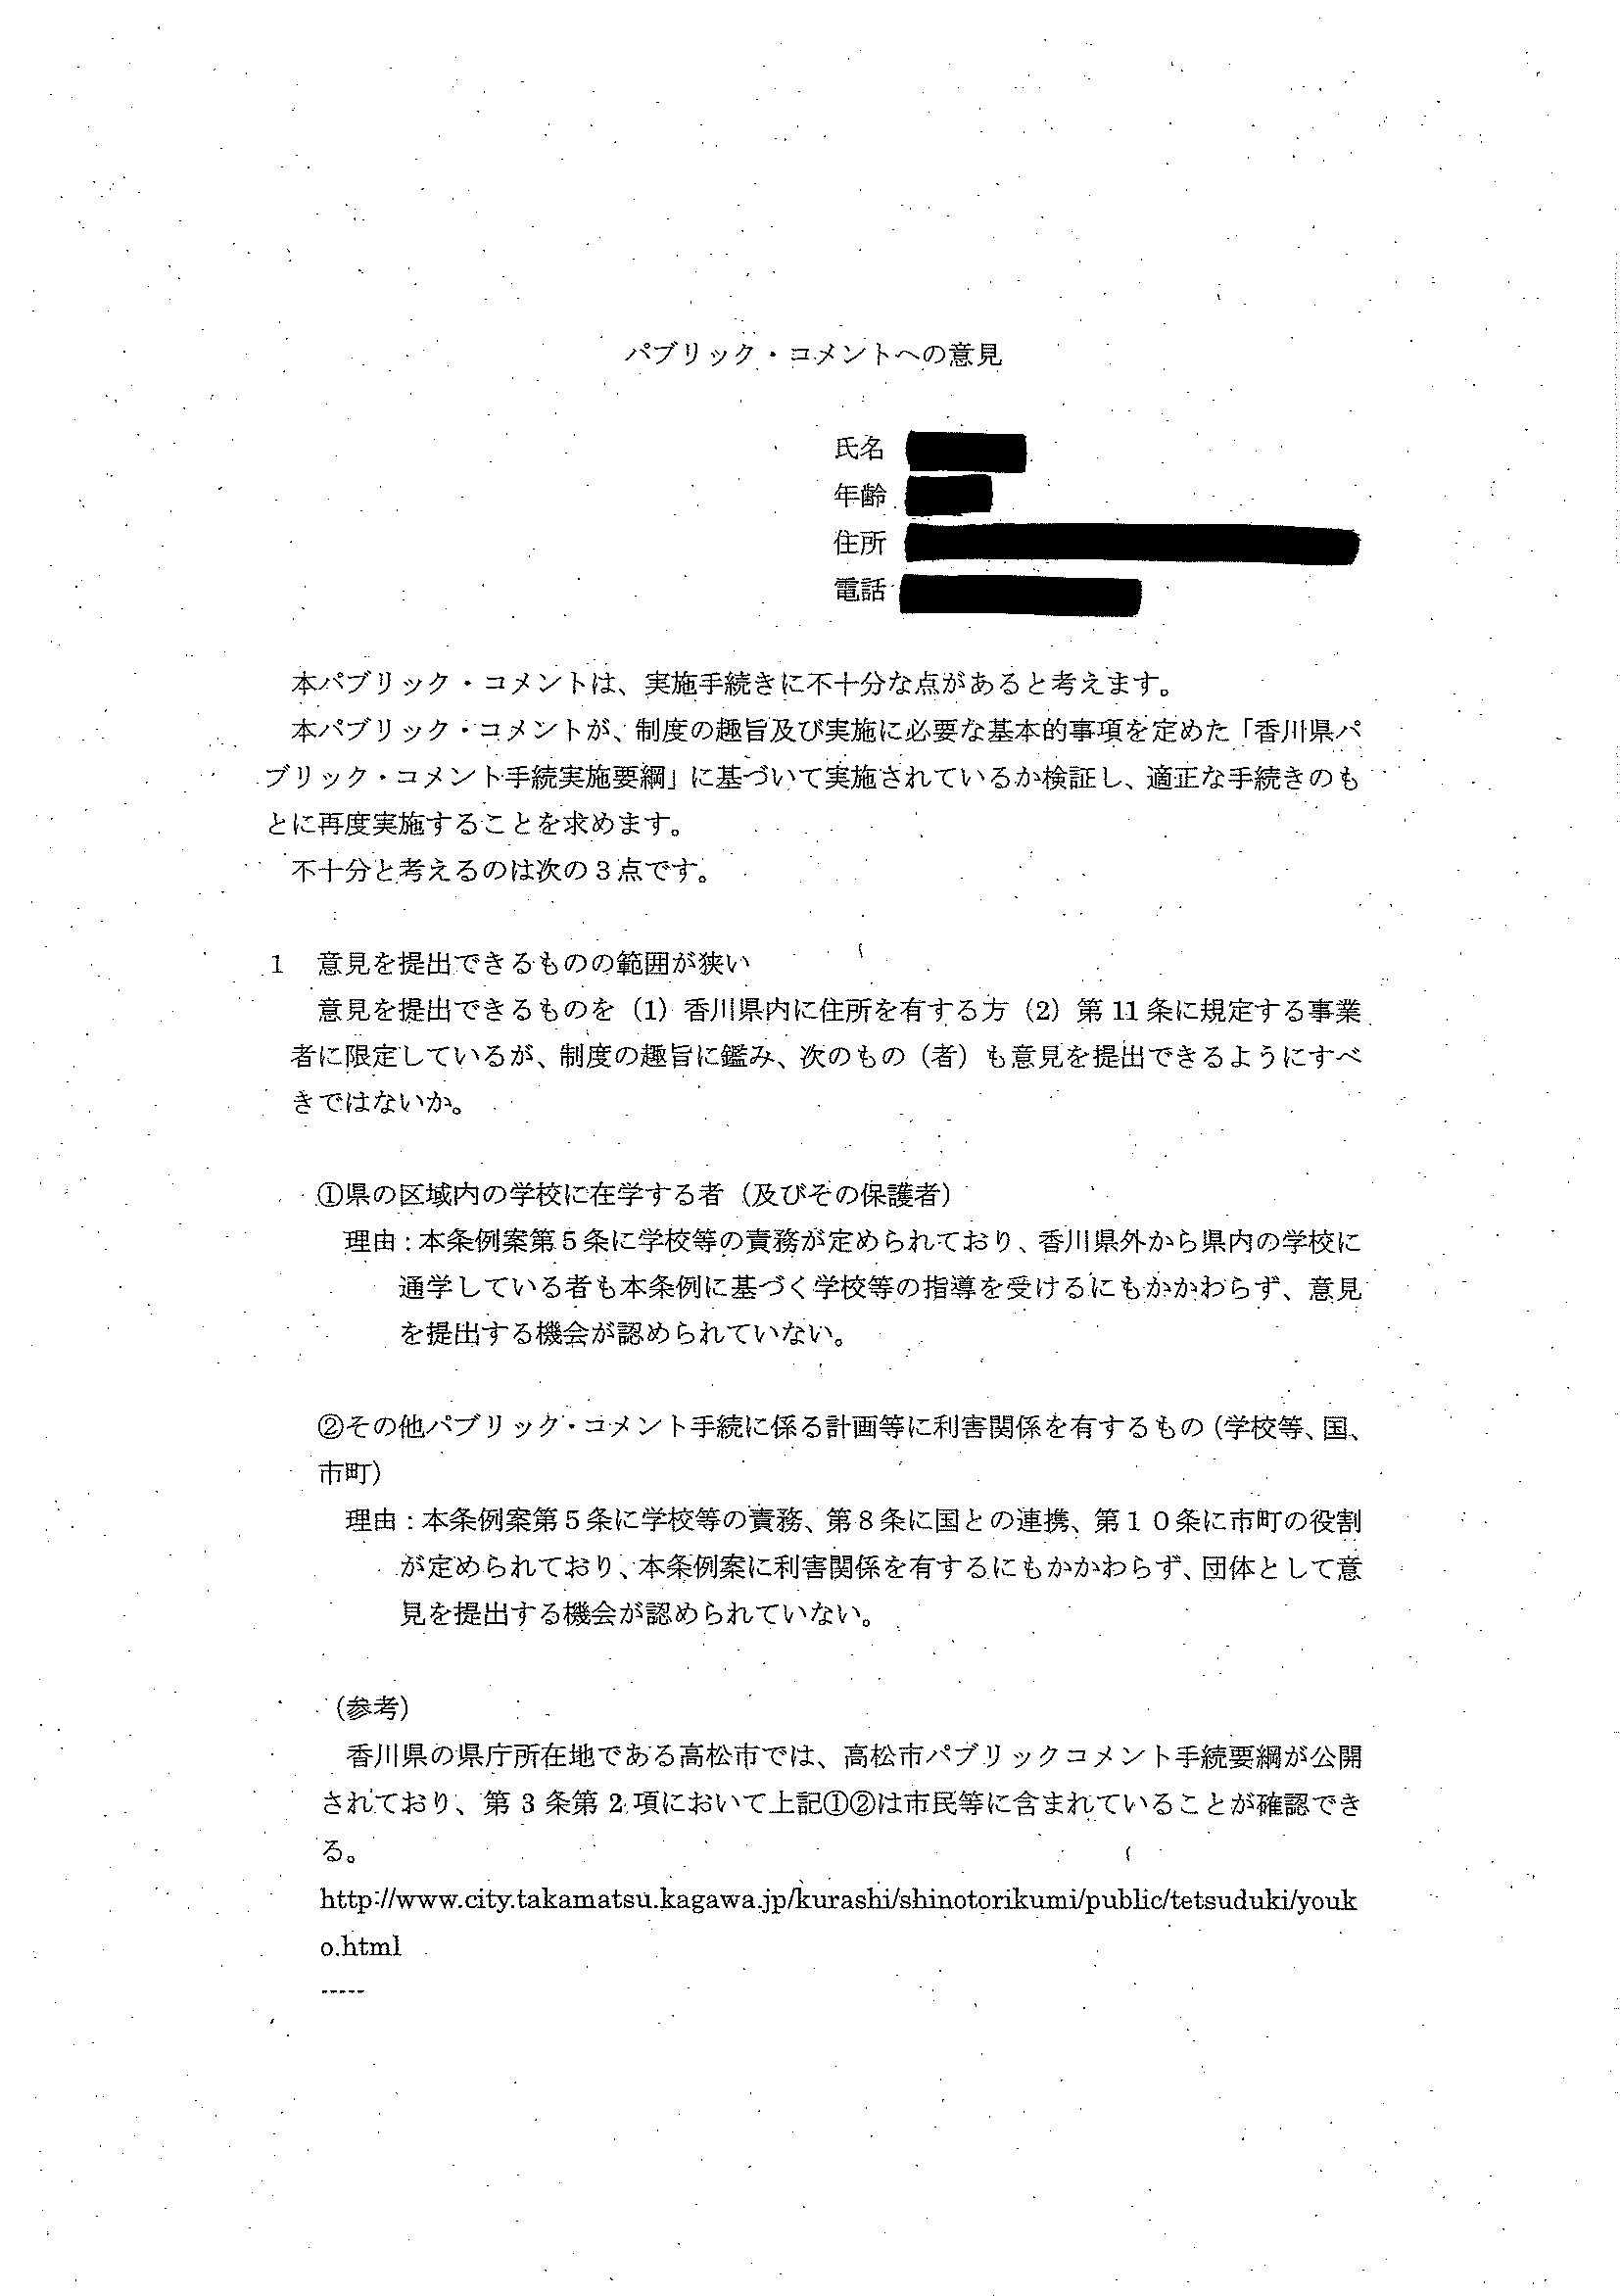 パブリック・コメントへの意見
氏名
年齢
住所
電話
本パブリック・コメントは、実施手続きに不十分な点があると考えます。
本パブリック・コメントが、制度の趣旨及び実施に必要な基本的事項を定めた「香川県パ
ブリック・コメント手続実施要綱」に基づいて実施されているか検証し、適正な手続きのも
とに再度実施することを求めます。
不十分と考えるのは次の３点です。
１　意見を提出できるものの範囲が狭い
意見を提出できるものを（1）香川県内に住所を有する方（2）第 11 条に規定する事業
者に限定しているが、制度の趣旨に鑑み、次のもの（者）も意見を提出できるようにすべ
きではないか。
①県の区域内の学校に在学する者（及びその保護者）
理由：本条例案第５条に学校等の責務が定められており、香川県外から県内の学校に
通学している者も本条例に基づく学校等の指導を受けるにもかかわらず、意見
を提出する機会が認められていない。
②その他パブリック・コメント手続に係る計画等に利害関係を有するもの（学校等、国、
市町）
理由：本条例案第５条に学校等の責務、第８条に国との連携、第１０条に市町の役割
が定められており、本条例案に利害関係を有するにもかかわらず、団体として意
見を提出する機会が認められていない。
（参考）
香川県の県庁所在地である高松市では、高松市パブリックコメント手続要綱が公開
されており、第 3 条第 2 項において上記①②は市民等に含まれていることが確認でき
る。
http://www.city.takamatsu.kagawa.jp/kurashi/shinotorikumi/public/tetsuduki/youk
o.html
-----